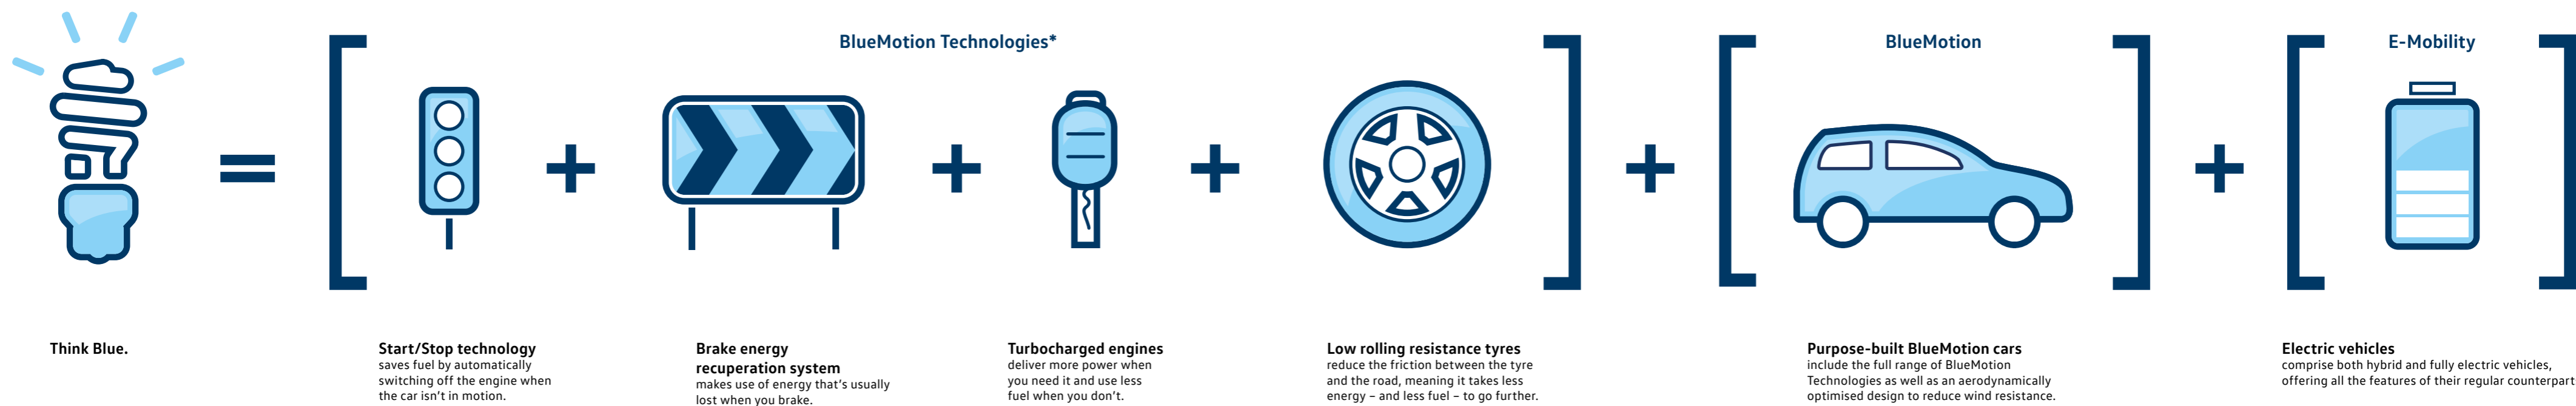 BlueMotion Technologies*
BlueMotion
E-Mobility
Think Blue.
Start/Stop technology
saves fuel by automatically
switching off the engine when
the car isn't in motion.
Brake energy
recuperation system
makes use of energy that's usually
lost when you brake.
Turbocharged engines
deliver more power when
you need it and use less
fuel when you don't.
Low rolling resistance tyres
reduce the friction between the tyre
and the road, meaning it takes less
energy – and less fuel – to go further.
Purpose-built BlueMotion cars
include the full range of BlueMotion
Technologies as well as an aerodynamically
optimised design to reduce wind resistance.
Electric vehicles
comprise both hybrid and fully electric vehicles,
offering all the features of their regular counterpart